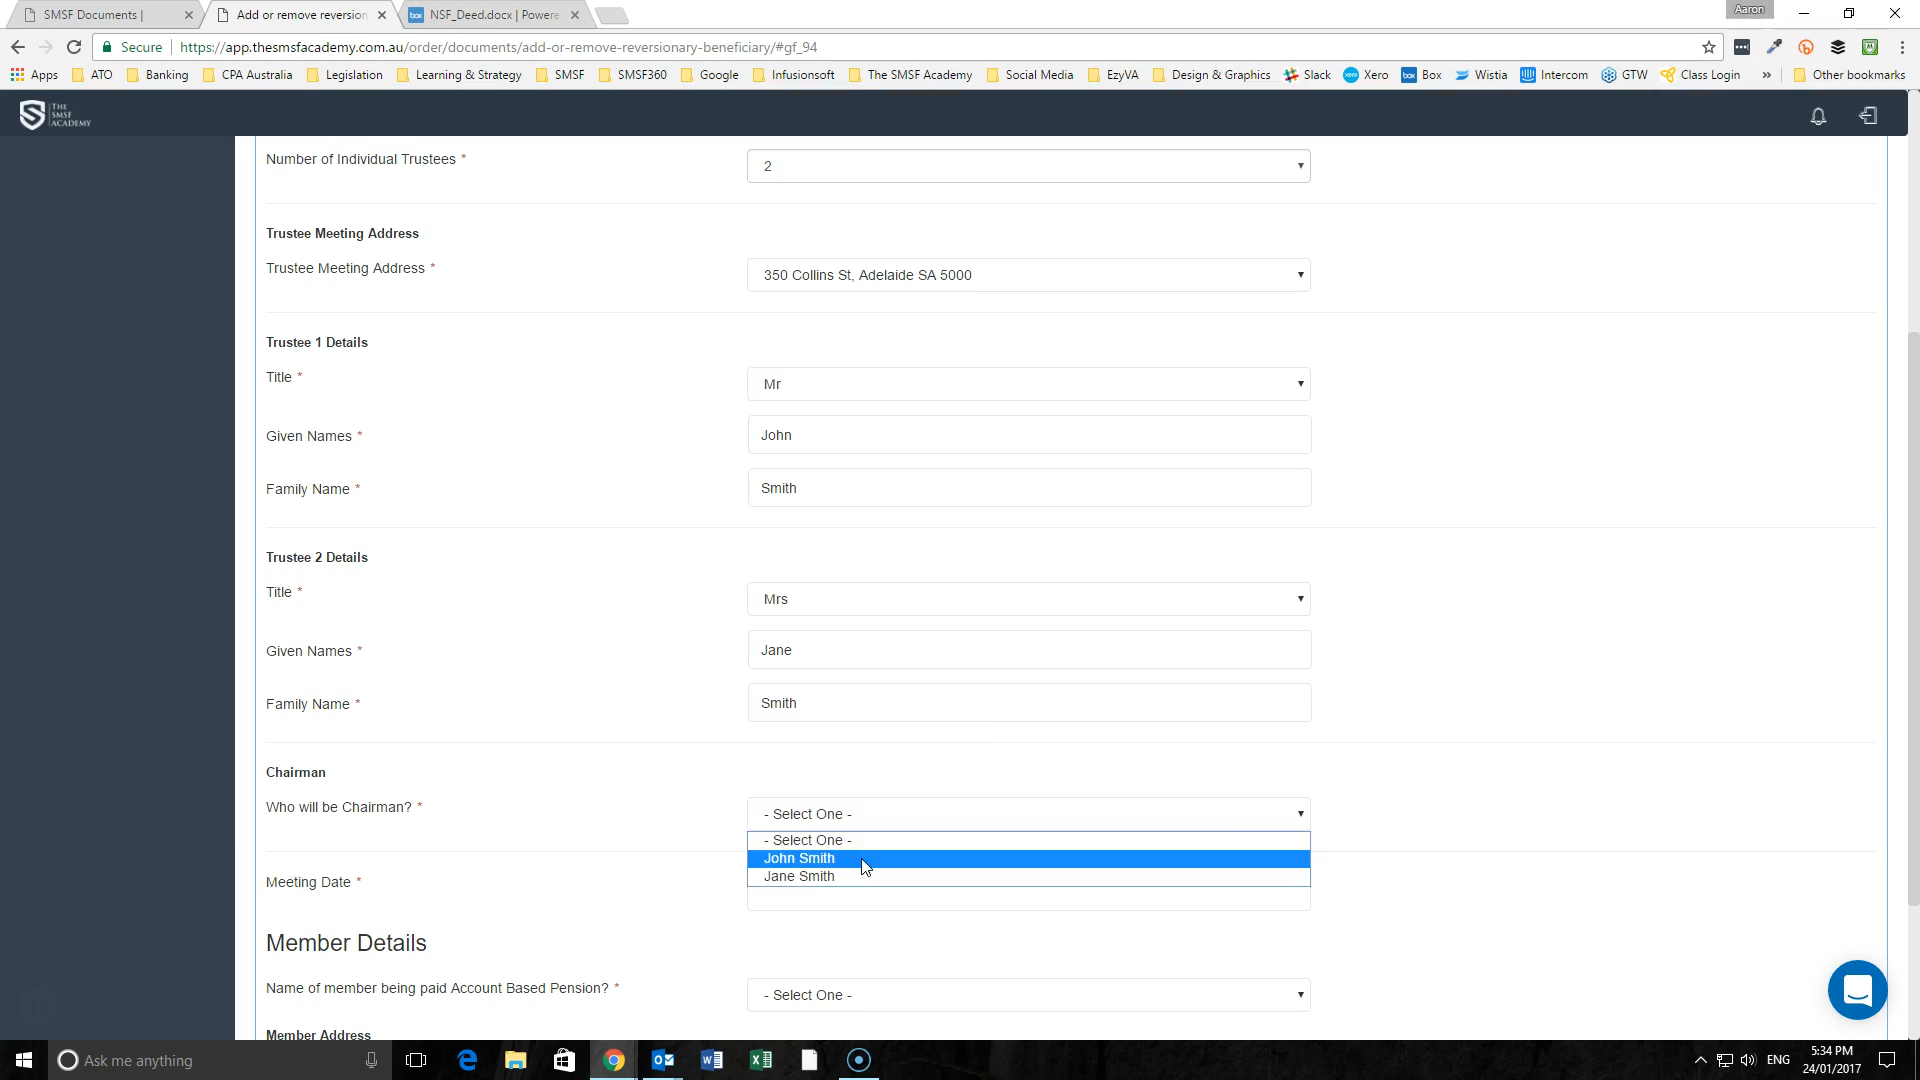 SMSF Documents |
Add or remove reversion
NSF_Deed.docx | Powere
Aaron
Secure
https://app.thesmsfacademy.com.au/order/documents/add-or-remove-reversionary-beneficiary/#gf_94
Apps
ATO
Banking
CPA Australia
Legislation
Learning & Strategy
SMSF
SMSF360
Google
Infusionsoft
The SMSF Academy
Social Media
EzyVA
Design & Graphics
Slack
Xero
Box
Wistia
Intercom
GTW
Class Login
»
Other bookmarks
THE
SMSF
ACADEMY
Number of Individual Trustees *
2
Trustee Meeting Address
Trustee Meeting Address *
350 Collins St, Adelaide SA 5000
Trustee 1 Details
Title *
Mr
Given Names *
John
Family Name *
Smith
Trustee 2 Details
Title *
Mrs
Given Names *
Jane
Family Name *
Smith
Chairman
Who will be Chairman? *
- Select One -
- Select One -
John Smith
Jane Smith
Meeting Date *
Member Details
Name of member being paid Account Based Pension? *
- Select One -
Member Address
Ask me anything
ENG
5:34 PM
24/01/2017